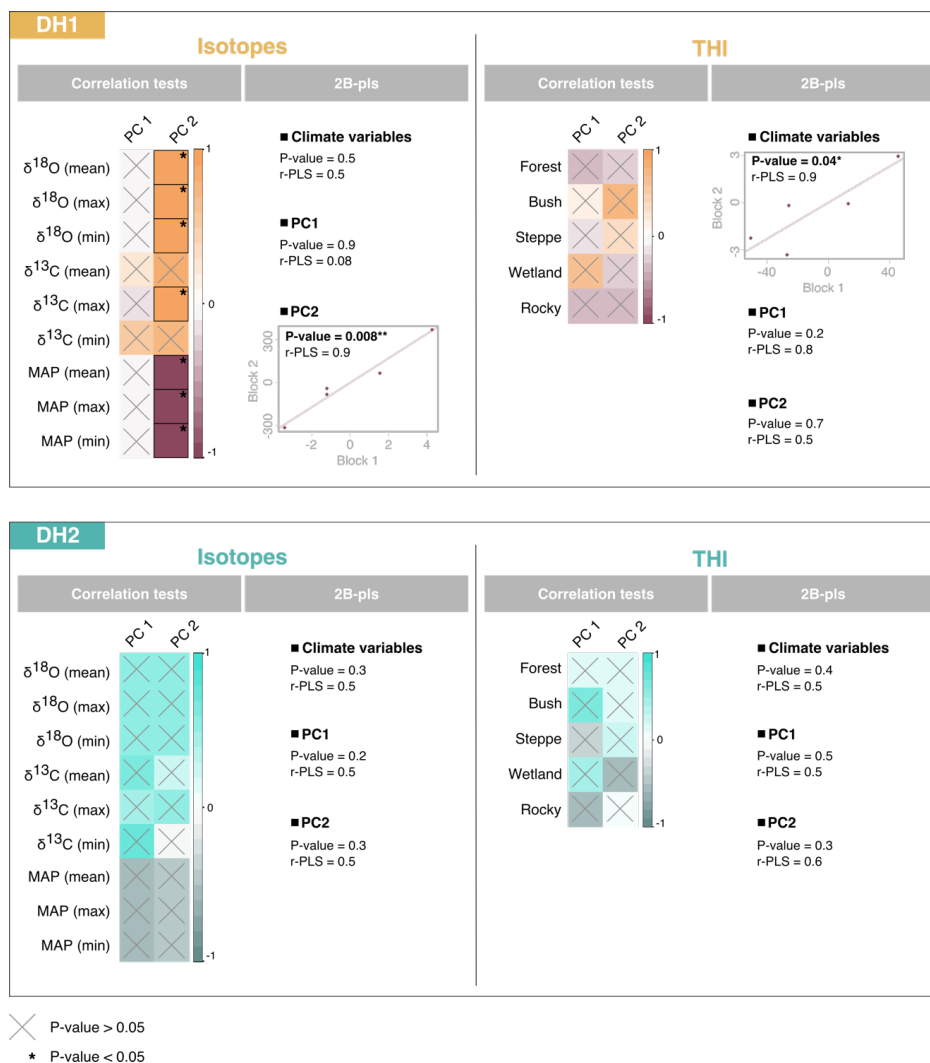 DH1
Isotopes
Correlation tests
2B-pls
PC 1
PC 2
δ18O (mean)
δ18O (max)
δ18O (min)
δ13C (mean)
δ13C (max)
δ13C (min)
MAP (mean)
MAP (max)
MAP (min)
*
*
*
*
*
*
*
1
0
-1
■ Climate variables
P-value = 0.5
r-PLS = 0.5
■ PC1
P-value = 0.9
r-PLS = 0.08
■ PC2
P-value = 0.008**
r-PLS = 0.9
Block 2
300
0
-300
-2
0
2
4
Block 1
THI
Correlation tests
2B-pls
PC 1
PC 2
Forest
Bush
Steppe
Wetland
Rocky
1
0
-1
■ Climate variables
P-value = 0.04*
r-PLS = 0.9
Block 2
3
0
-3
-40
0
40
Block 1
■ PC1
P-value = 0.2
r-PLS = 0.8
■ PC2
P-value = 0.7
r-PLS = 0.5
DH2
Isotopes
Correlation tests
2B-pls
PC 1
PC 2
δ18O (mean)
δ18O (max)
δ18O (min)
δ13C (mean)
δ13C (max)
δ13C (min)
MAP (mean)
MAP (max)
MAP (min)
1
0
-1
■ Climate variables
P-value = 0.3
r-PLS = 0.5
■ PC1
P-value = 0.2
r-PLS = 0.5
■ PC2
P-value = 0.3
r-PLS = 0.5
THI
Correlation tests
2B-pls
PC 1
PC 2
Forest
Bush
Steppe
Wetland
Rocky
1
0
-1
■ Climate variables
P-value = 0.4
r-PLS = 0.5
■ PC1
P-value = 0.5
r-PLS = 0.5
■ PC2
P-value = 0.3
r-PLS = 0.6
P-value > 0.05
* P-value < 0.05